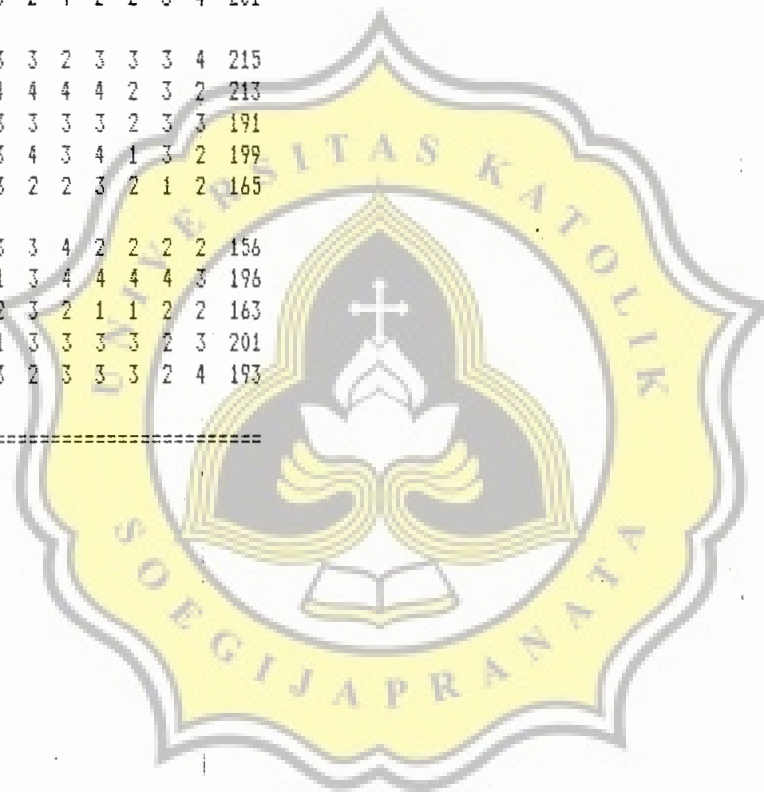 3 3 2 3 3 3 4 215
4 4 4 4 2 3 2 213
3 3 3 3 2 3 3 191
3 4 3 4 1 3 2 199
3 2 2 3 2 1 2 165
3 3 4 2 2 2 2 156
1 3 4 4 4 4 3 196
2 3 2 1 1 2 2 163
1 3 3 3 3 2 3 201
3 2 3 3 3 2 4 193
==========================
UNIVERSITAS KATOLIK
SOEGIJAPRANATA